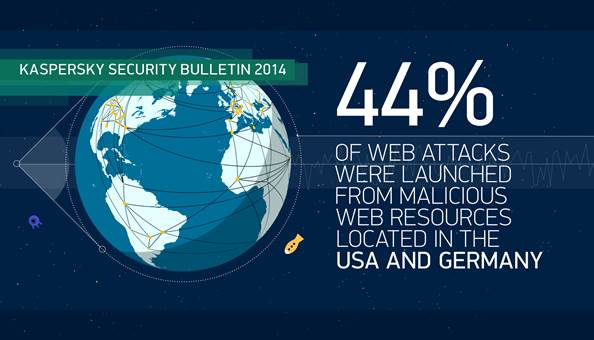 KASPERSKY SECURITY BULLETIN 2014
44%
OF WEB ATTACKS
WERE LAUNCHED
FROM MALICIOUS
WEB RESOURCES
LOCATED IN THE
USA AND GERMANY